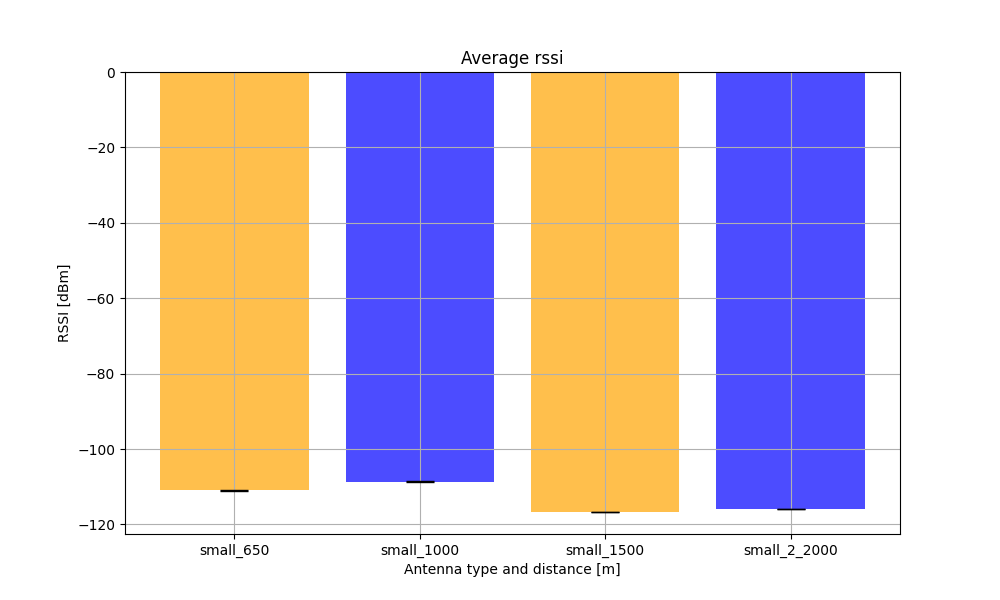 Average rssi
0
−20
−40
−60
−80
−100
−120
RSSI [dBm]
small_650 small_1000 small_1500 small_2_2000
Antenna type and distance [m]